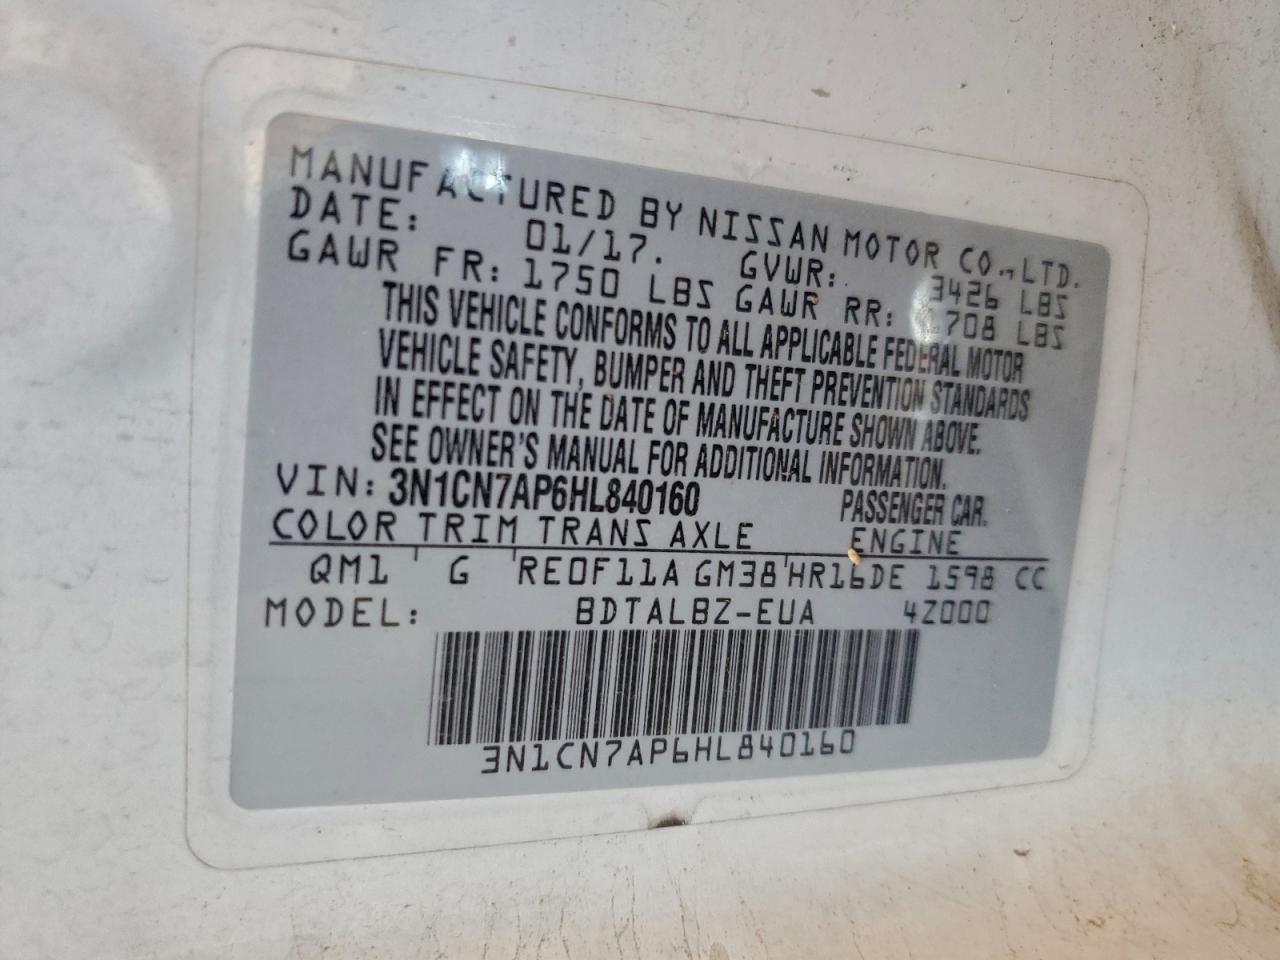 MANUFACTURED BY NISSAN MOTOR CO.,LTD.
DATE: 01/17. GVWR: 3426 LBS
GAWR FR: 1750 LBS GAWR RR: 1708 LBS
THIS VEHICLE CONFORMS TO ALL APPLICABLE FEDERAL MOTOR
VEHICLE SAFETY, BUMPER AND THEFT PREVENTION STANDARDS
IN EFFECT ON THE DATE OF MANUFACTURE SHOWN ABOVE.
SEE OWNER'S MANUAL FOR ADDITIONAL INFORMATION.
VIN: 3N1CN7AP6HL840160 PASSENGER CAR.
COLOR TRIM TRANS AXLE ENGINE
QM1 G RE0F11A GM38 HR16DE 1598 CC
MODEL: BDTALBZ-EUA 4Z000
3N1CN7AP6HL840160